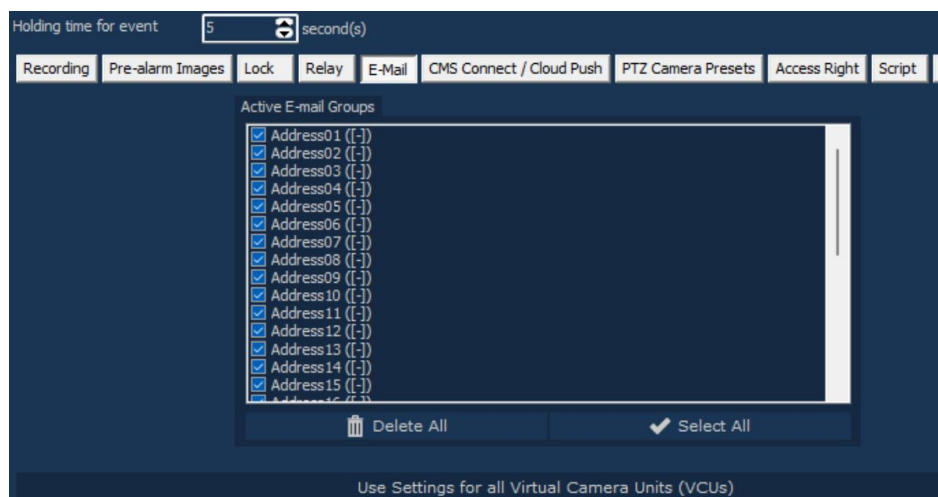 Holding time for event 5 second(s)
Recording Pre-alarm Images Lock Relay E-Mail CMS Connect / Cloud Push PTZ Camera Presets Access Right Script
Active E-mail Groups
Address01 ([-])
Address02 ([-])
Address03 ([-])
Address04 ([-])
Address05 ([-])
Address06 ([-])
Address07 ([-])
Address08 ([-])
Address09 ([-])
Address10 ([-])
Address11 ([-])
Address12 ([-])
Address13 ([-])
Address14 ([-])
Address15 ([-])
Delete All Select All
Use Settings for all Virtual Camera Units (VCUs)